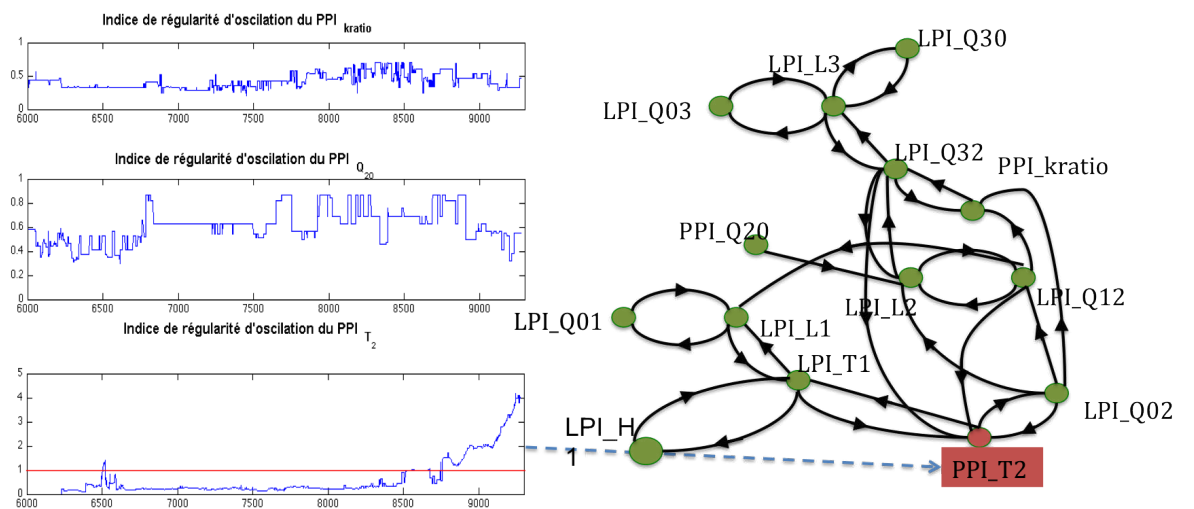 Indice de régularité d'oscilation du PPI kratio
1
0.5
0
6000 6500 7000 7500 8000 8500 9000
Indice de régularité d'oscilation du PPI Q20
1
0.8
0.6
0.4
0.2
0
6000 6500 7000 7500 8000 8500 9000
Indice de régularité d'oscilation du PPI T2
5
4
3
2
1
0
6000 6500 7000 7500 8000 8500 9000
LPI_Q30
LPI_L3
LPI_Q03
LPI_Q32
PPI_kratio
PPI_Q20
LPI_L2
LPI_Q12
LPI_Q01
LPI_L1
LPI_T1
LPI_Q02
LPI_H
1
PPI_T2